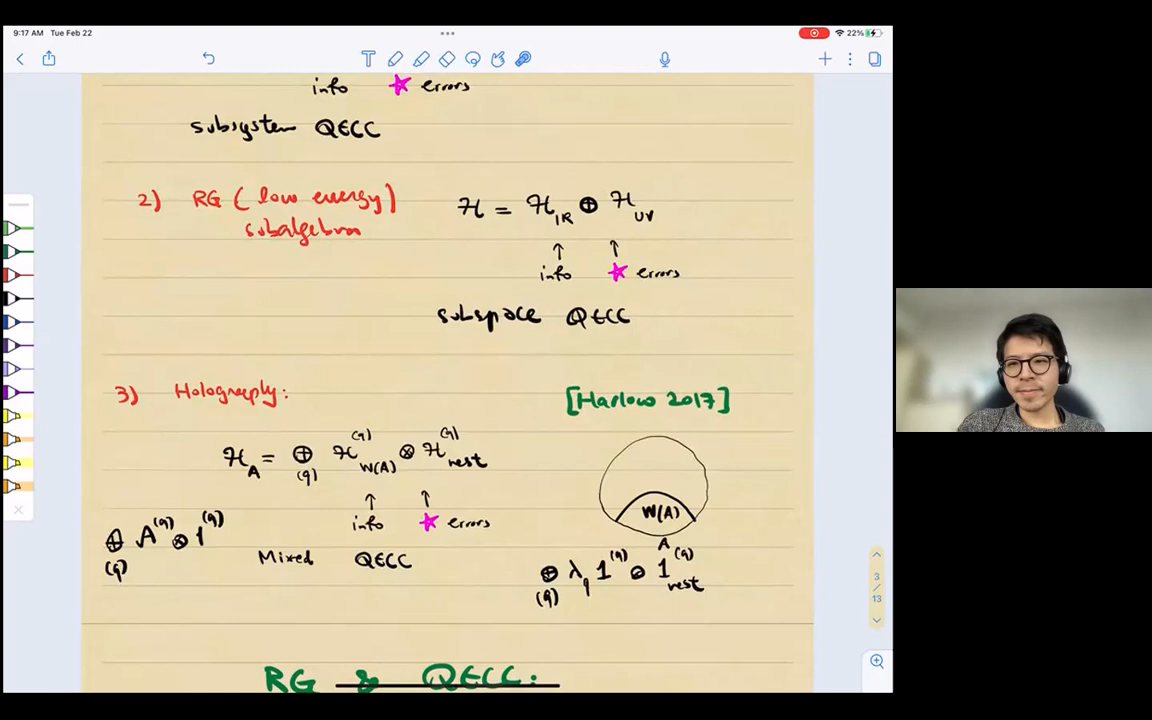 9:17 AM Tue Feb 22
22%
info ☆ errors
subsystem QECC
2) RG (low energy) subalgebra
H = H_IR ⊕ H_UV
↑ ↑
info ☆ errors
subspace QECC
3) Holography:
[Harlow 2017]
H_A = ⊕_(q) H^(q)_W(A) ⊗ H^(q)_rest
↑ ↑
info ☆ errors
W(A)
A
⊕_(q) A^(q) ⊗ 1^(q)
Mixed QECC
⊕_(q) λ_q 1^(q) ⊗ 1^(q)_rest
3 / 13
RG & QECC: